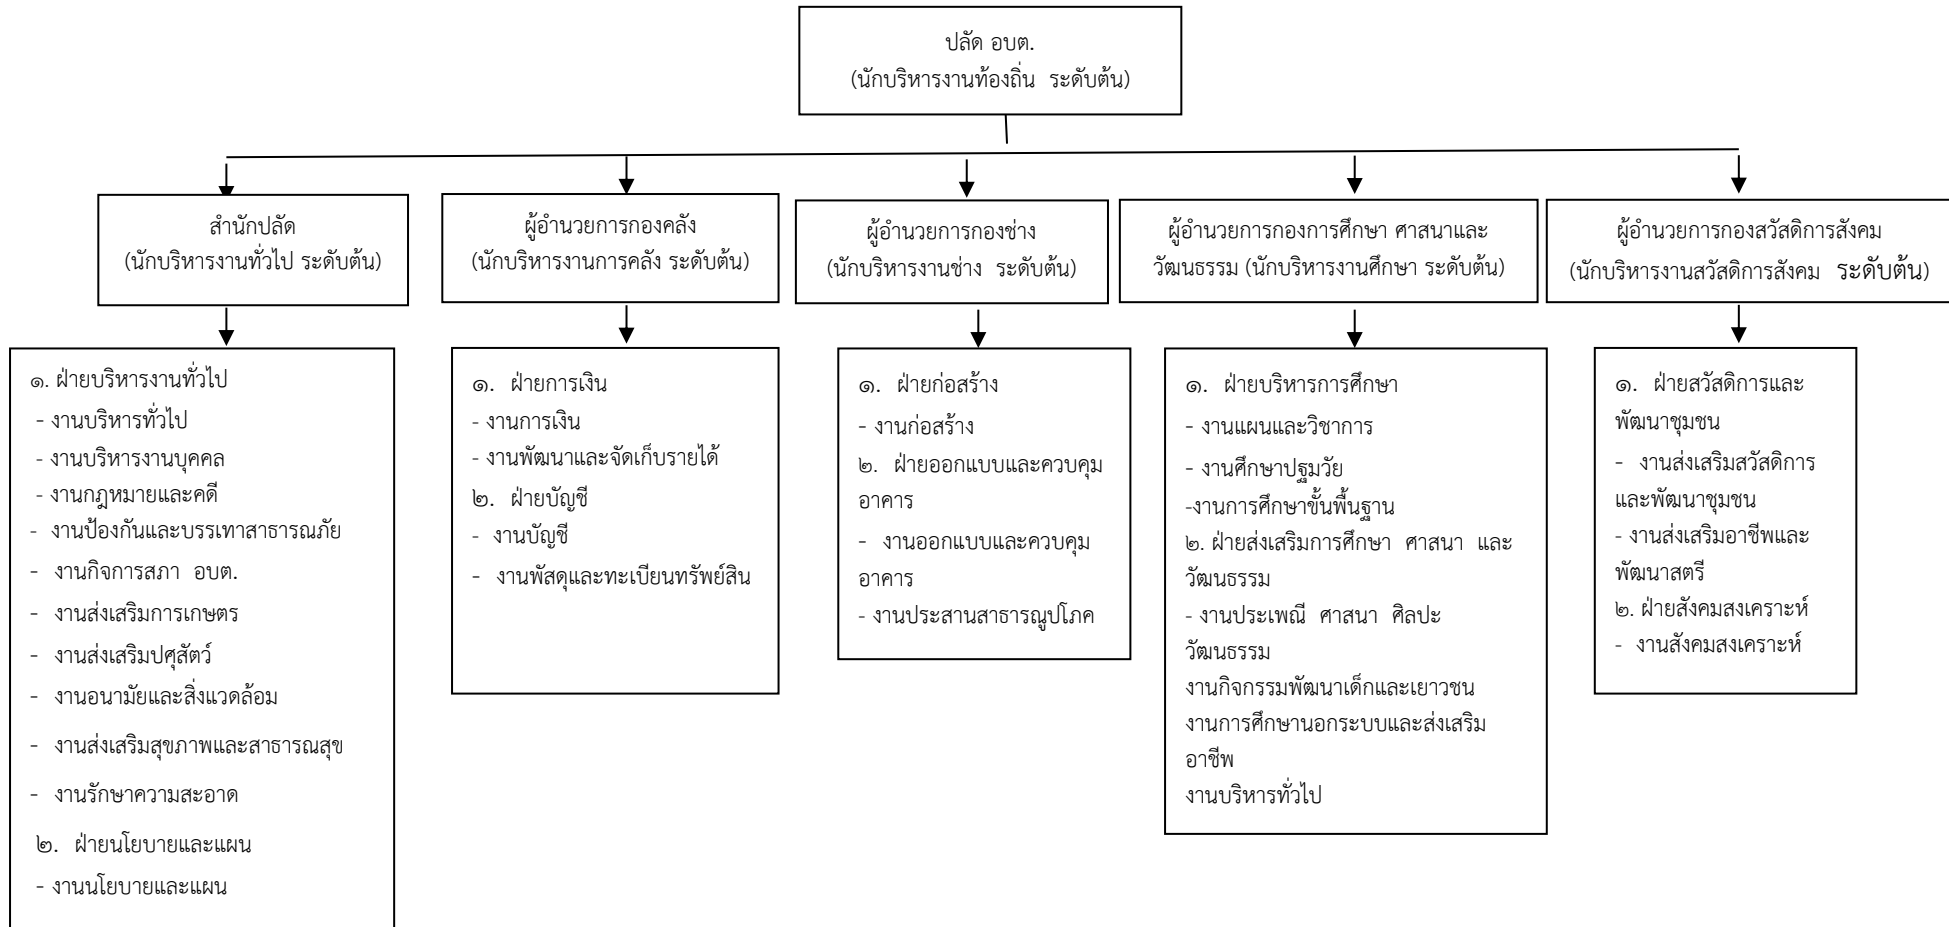 ปลัด อบต.
(นักบริหารงานท้องถิ่น ระดับต้น)
สำนักปลัด
(นักบริหารงานทั่วไป ระดับต้น)
ผู้อำนวยการกองคลัง
(นักบริหารงานการคลัง ระดับต้น)
ผู้อำนวยการกองช่าง
(นักบริหารงานช่าง ระดับต้น)
ผู้อำนวยการกองการศึกษา ศาสนาและ
วัฒนธรรม (นักบริหารงานศึกษา ระดับต้น)
ผู้อำนวยการกองสวัสดิการสังคม
(นักบริหารงานสวัสดิการสังคม ระดับต้น)
๑. ฝ่ายบริหารงานทั่วไป
- งานบริหารทั่วไป
- งานบริหารงานบุคคล
- งานกฎหมายและคดี
- งานป้องกันและบรรเทาสาธารณภัย
- งานกิจการสภา อบต.
- งานส่งเสริมการเกษตร
- งานส่งเสริมปศุสัตว์
- งานอนามัยและสิ่งแวดล้อม
- งานส่งเสริมสุขภาพและสาธารณสุข
- งานรักษาความสะอาด
๒. ฝ่ายนโยบายและแผน
- งานนโยบายและแผน
๑. ฝ่ายการเงิน
- งานการเงิน
- งานพัฒนาและจัดเก็บรายได้
๒. ฝ่ายบัญชี
- งานบัญชี
- งานพัสดุและทะเบียนทรัพย์สิน
๑. ฝ่ายก่อสร้าง
- งานก่อสร้าง
๒. ฝ่ายออกแบบและควบคุม
อาคาร
- งานออกแบบและควบคุม
อาคาร
- งานประสานสาธารณูปโภค
๑. ฝ่ายบริหารการศึกษา
- งานแผนและวิชาการ
- งานศึกษาปฐมวัย
-งานการศึกษาขั้นพื้นฐาน
๒. ฝ่ายส่งเสริมการศึกษา ศาสนา และ
วัฒนธรรม
- งานประเพณี ศาสนา ศิลปะ
วัฒนธรรม
งานกิจกรรมพัฒนาเด็กและเยาวชน
งานการศึกษานอกระบบและส่งเสริม
อาชีพ
งานบริหารทั่วไป
๑. ฝ่ายสวัสดิการและ
พัฒนาชุมชน
- งานส่งเสริมสวัสดิการ
และพัฒนาชุมชน
- งานส่งเสริมอาชีพและ
พัฒนาสตรี
๒. ฝ่ายสังคมสงเคราะห์
- งานสังคมสงเคราะห์